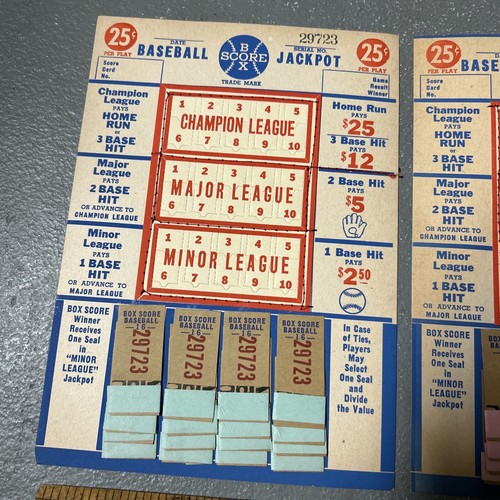 25¢
PER PLAY
DATE
BASEBALL
BOX SCORE
TRADE MARK
29723
SERIAL NO.
JACKPOT
25¢
PER PLAY
Score
Card
No.
Game
Result
Winner
Champion
League
PAYS
HOME
RUN
or
3 BASE
HIT
1 2 3 4 5
CHAMPION LEAGUE
6 7 8 9 10
Home Run
PAYS
$25
3 Base Hit
PAYS
$12
Major
League
PAYS
2 BASE
HIT
OR ADVANCE TO
CHAMPION LEAGUE
1 2 3 4 5
MAJOR LEAGUE
6 7 8 9 10
2 Base Hit
PAYS
$5
Minor
League
PAYS
1 BASE
HIT
OR ADVANCE TO
MAJOR LEAGUE
1 2 3 4 5
MINOR LEAGUE
6 7 8 9 10
1 Base Hit
PAYS
$2.50
BOX SCORE
Winner
Receives
One Seal
in
"MINOR
LEAGUE"
Jackpot
BOX SCORE
BASEBALL
16
29723
BOX SCORE
BASEBALL
16
29723
BOX SCORE
BASEBALL
16
29723
BOX SCORE
BASEBALL
16
29723
In Case
of Ties,
Players
May
Select
One Seal
and
Divide
the Value
25¢
PER PLAY
BA
Score
Card
No.
Champion
League
PAYS
HOME
RUN
or
3 BASE
HIT
Major
League
PAYS
2 BASE
HIT
OR ADVANCE TO
CHAMPION LEAGUE
Minor
League
PAYS
1 BASE
HIT
OR ADVANCE TO
MAJOR LEAGUE
BOX SCORE
Winner
Receives
One Seal
in
"MINOR
LEAGUE"
Jackpot